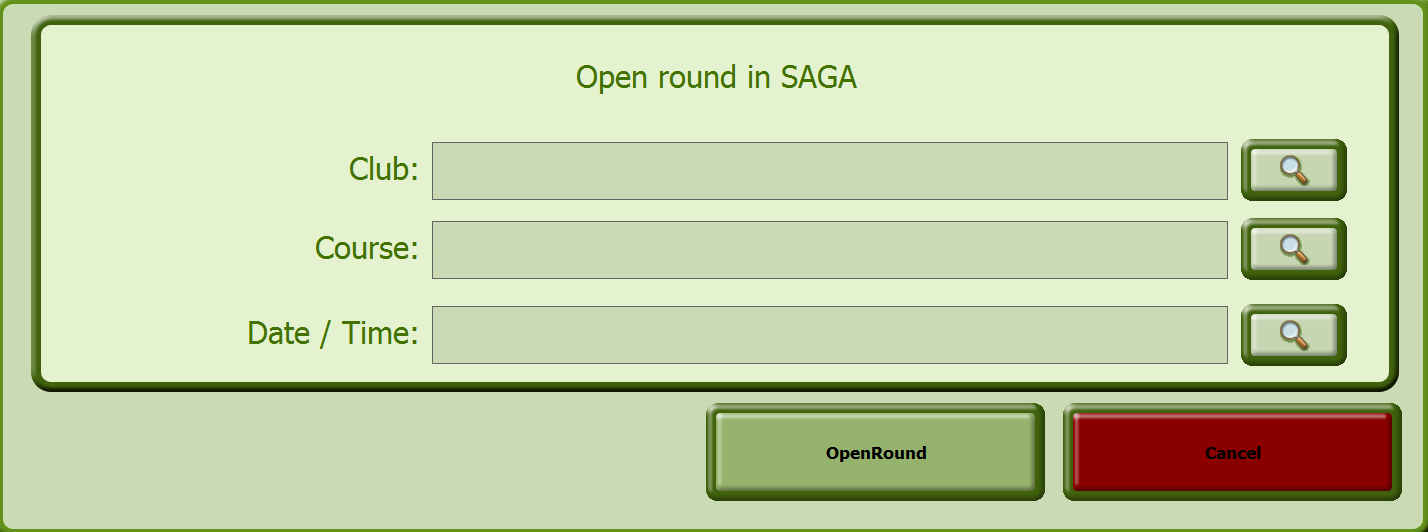 Open round in SAGA
Club:
Course:
Date / Time:
OpenRound
Cancel